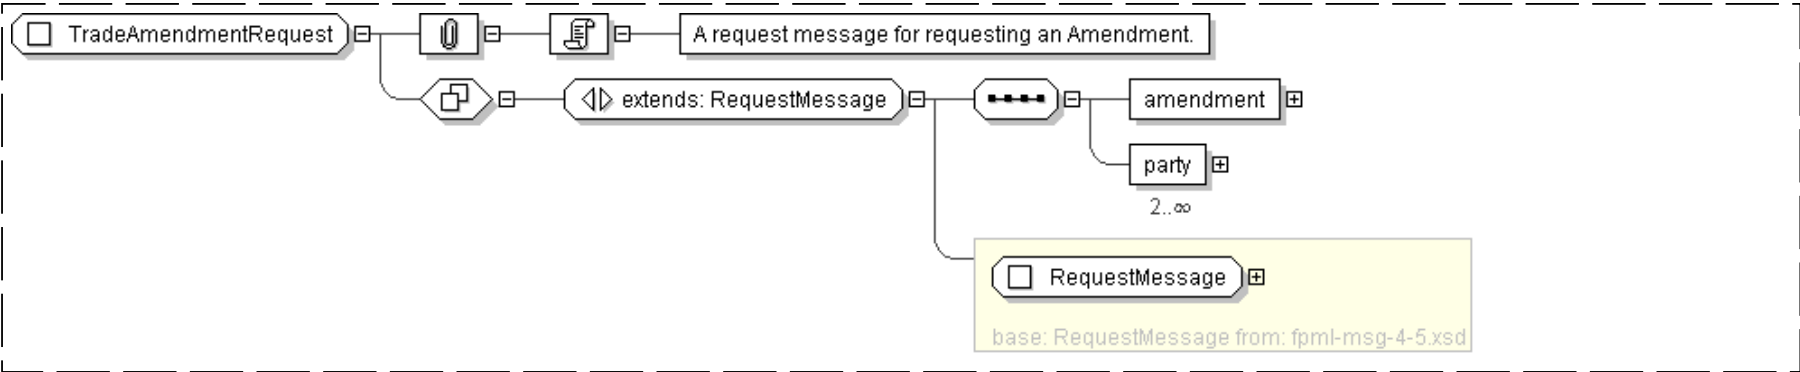 TradeAmendmentRequest
A request message for requesting an Amendment.
extends: RequestMessage
amendment
party
2..∞
RequestMessage
base: RequestMessage from: fpml-msg-4-5.xsd